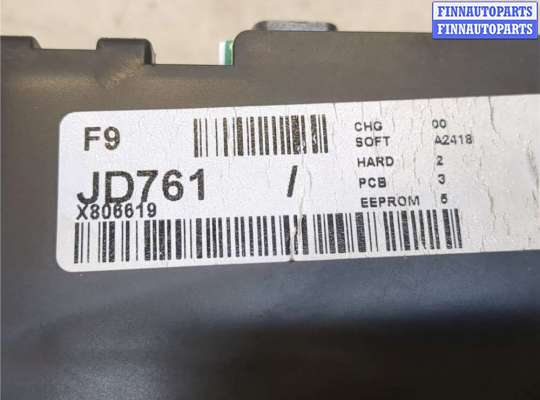 FINNAUTOPARTS
FINNAUTOPARTS
F9
CHG 00
SOFT A2418
HARD 2
JD761 /
PCB 3
X806619
EEPROM 5